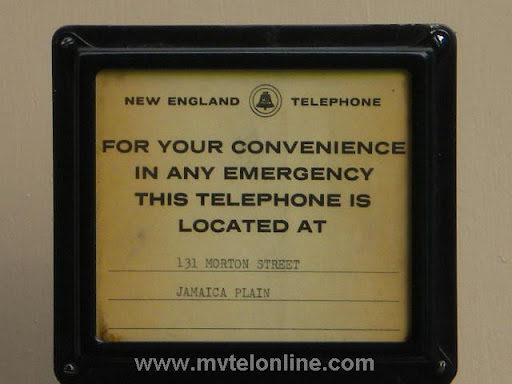 NEW ENGLAND TELEPHONE
FOR YOUR CONVENIENCE
IN ANY EMERGENCY
THIS TELEPHONE IS
LOCATED AT
131 MORTON STREET
JAMAICA PLAIN
www.mvtelonline.com